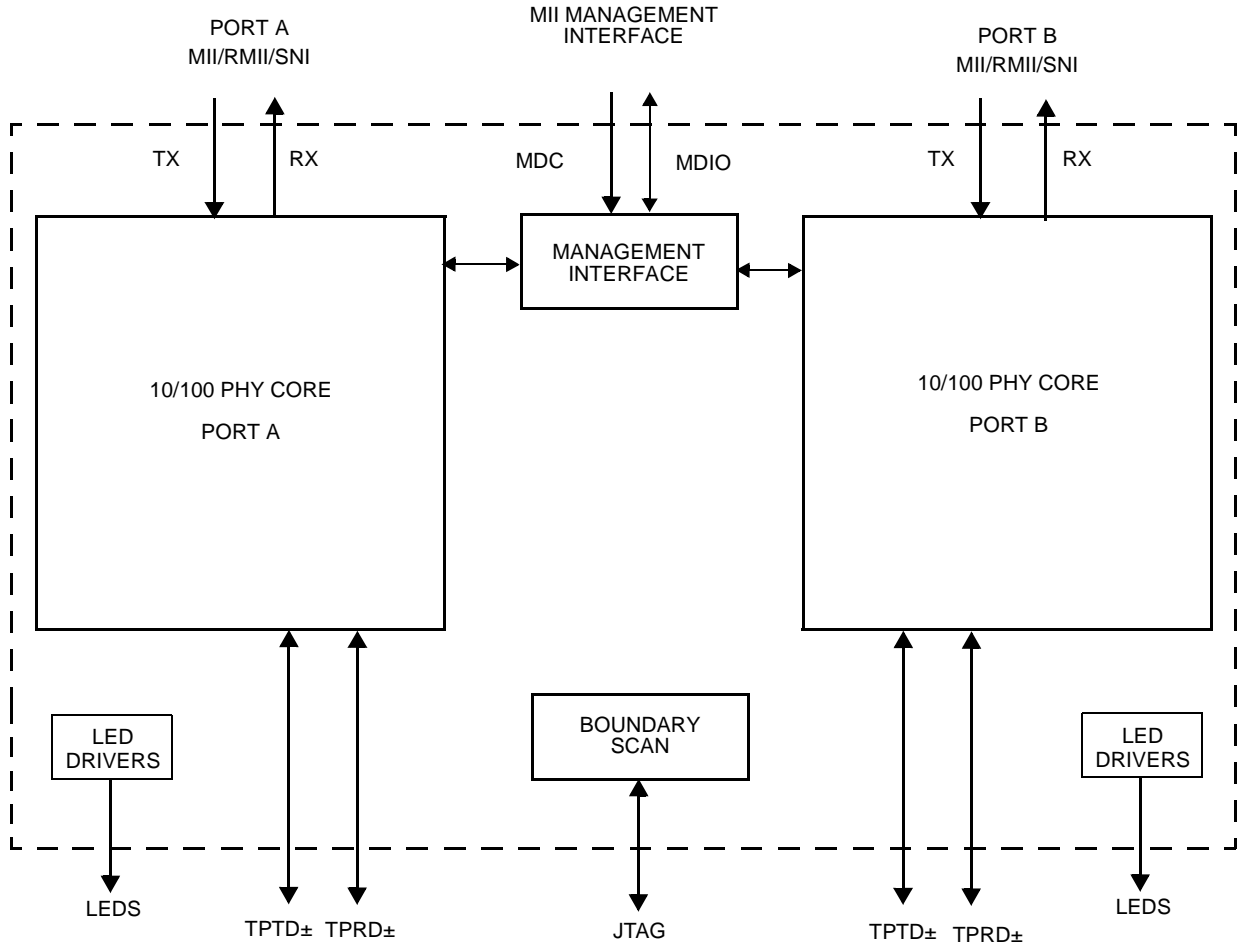 PORT A
MII/RMII/SNI
MII MANAGEMENT
INTERFACE
PORT B
MII/RMII/SNI
TX
RX
MDC
MDIO
TX
RX
MANAGEMENT
INTERFACE
10/100 PHY CORE
PORT A
10/100 PHY CORE
PORT B
LED
DRIVERS
BOUNDARY
SCAN
LED
DRIVERS
LEDS
TPTD±
TPRD±
JTAG
TPTD±
TPRD±
LEDS